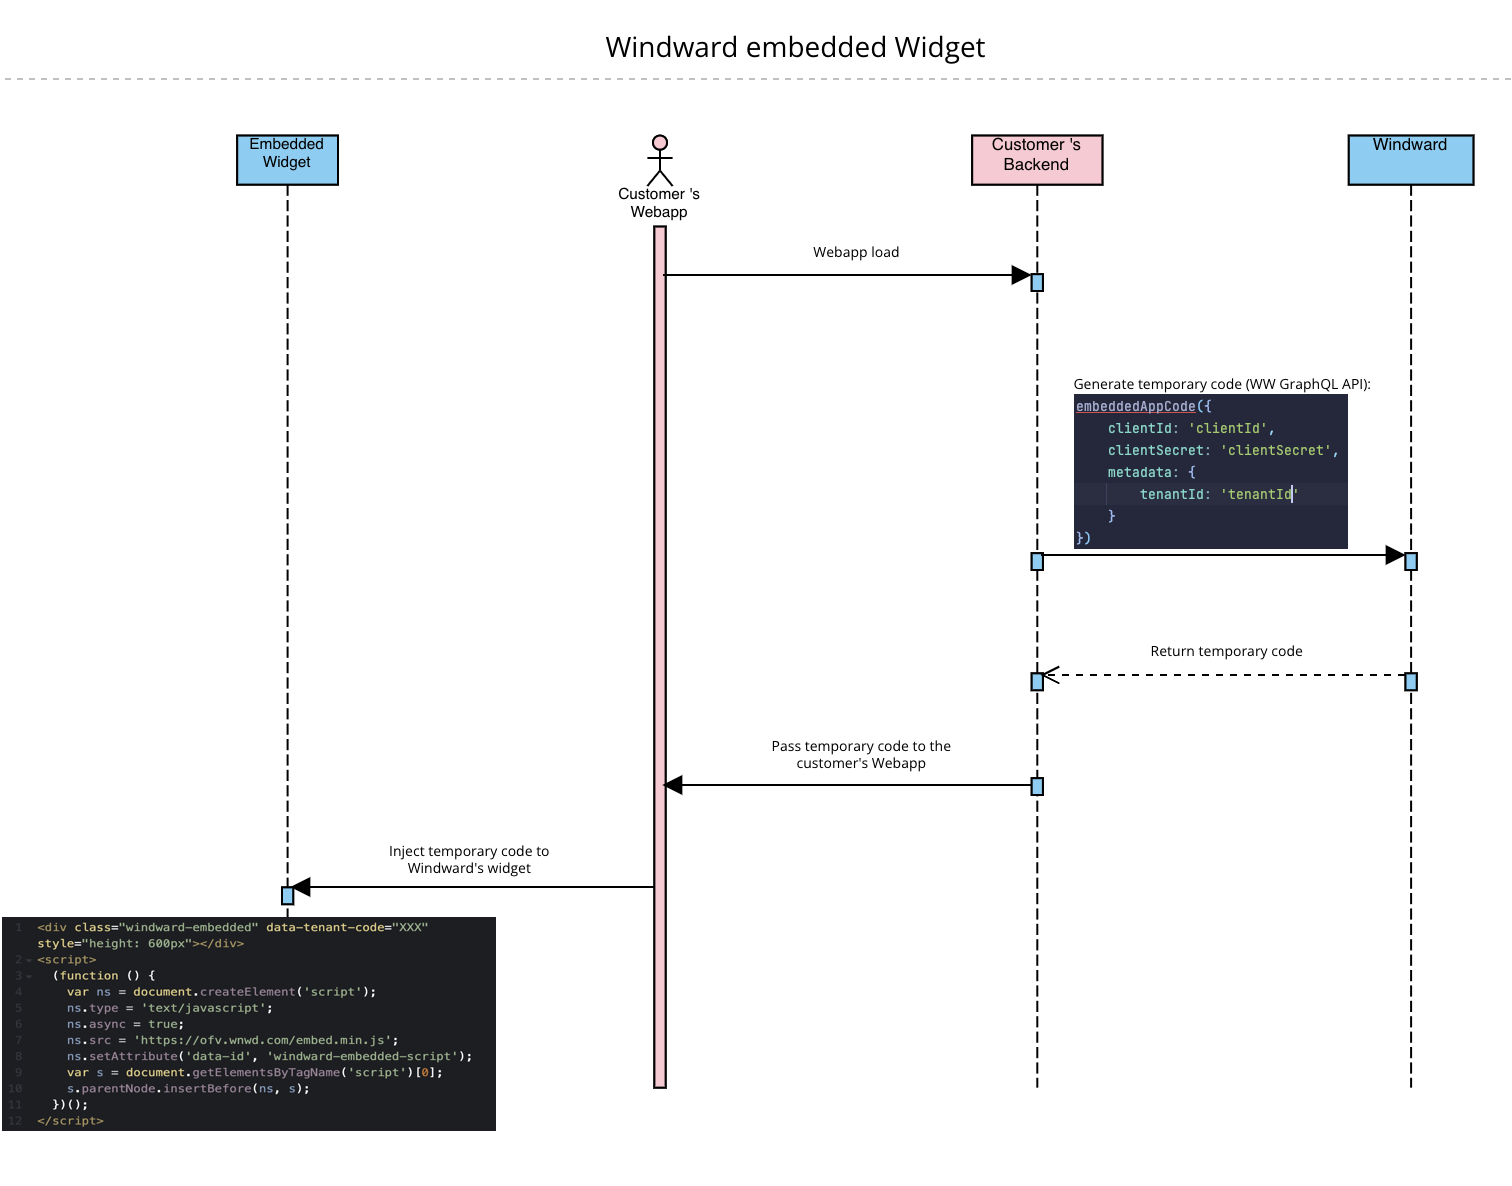 Windward embedded Widget
Embedded
Widget
Customer 's
Webapp
Customer 's
Backend
Windward
Webapp load
Generate temporary code (WW GraphQL API):
embeddedAppCode({
clientId: 'clientId',
clientSecret: 'clientSecret',
metadata: {
tenantId: 'tenantId'
}
})
Return temporary code
Pass temporary code to the
customer's Webapp
Inject temporary code to
Windward's widget
1 <div class="windward-embedded" data-tenant-code="XXX"
style="height: 600px"></div>
2 <script>
3 (function () {
4 var ns = document.createElement('script');
5 ns.type = 'text/javascript';
6 ns.async = true;
7 ns.src = 'https://ofv.wnwd.com/embed.min.js';
8 ns.setAttribute('data-id', 'windward-embedded-script');
9 var s = document.getElementsByTagName('script')[0];
10 s.parentNode.insertBefore(ns, s);
11 })();
12 </script>